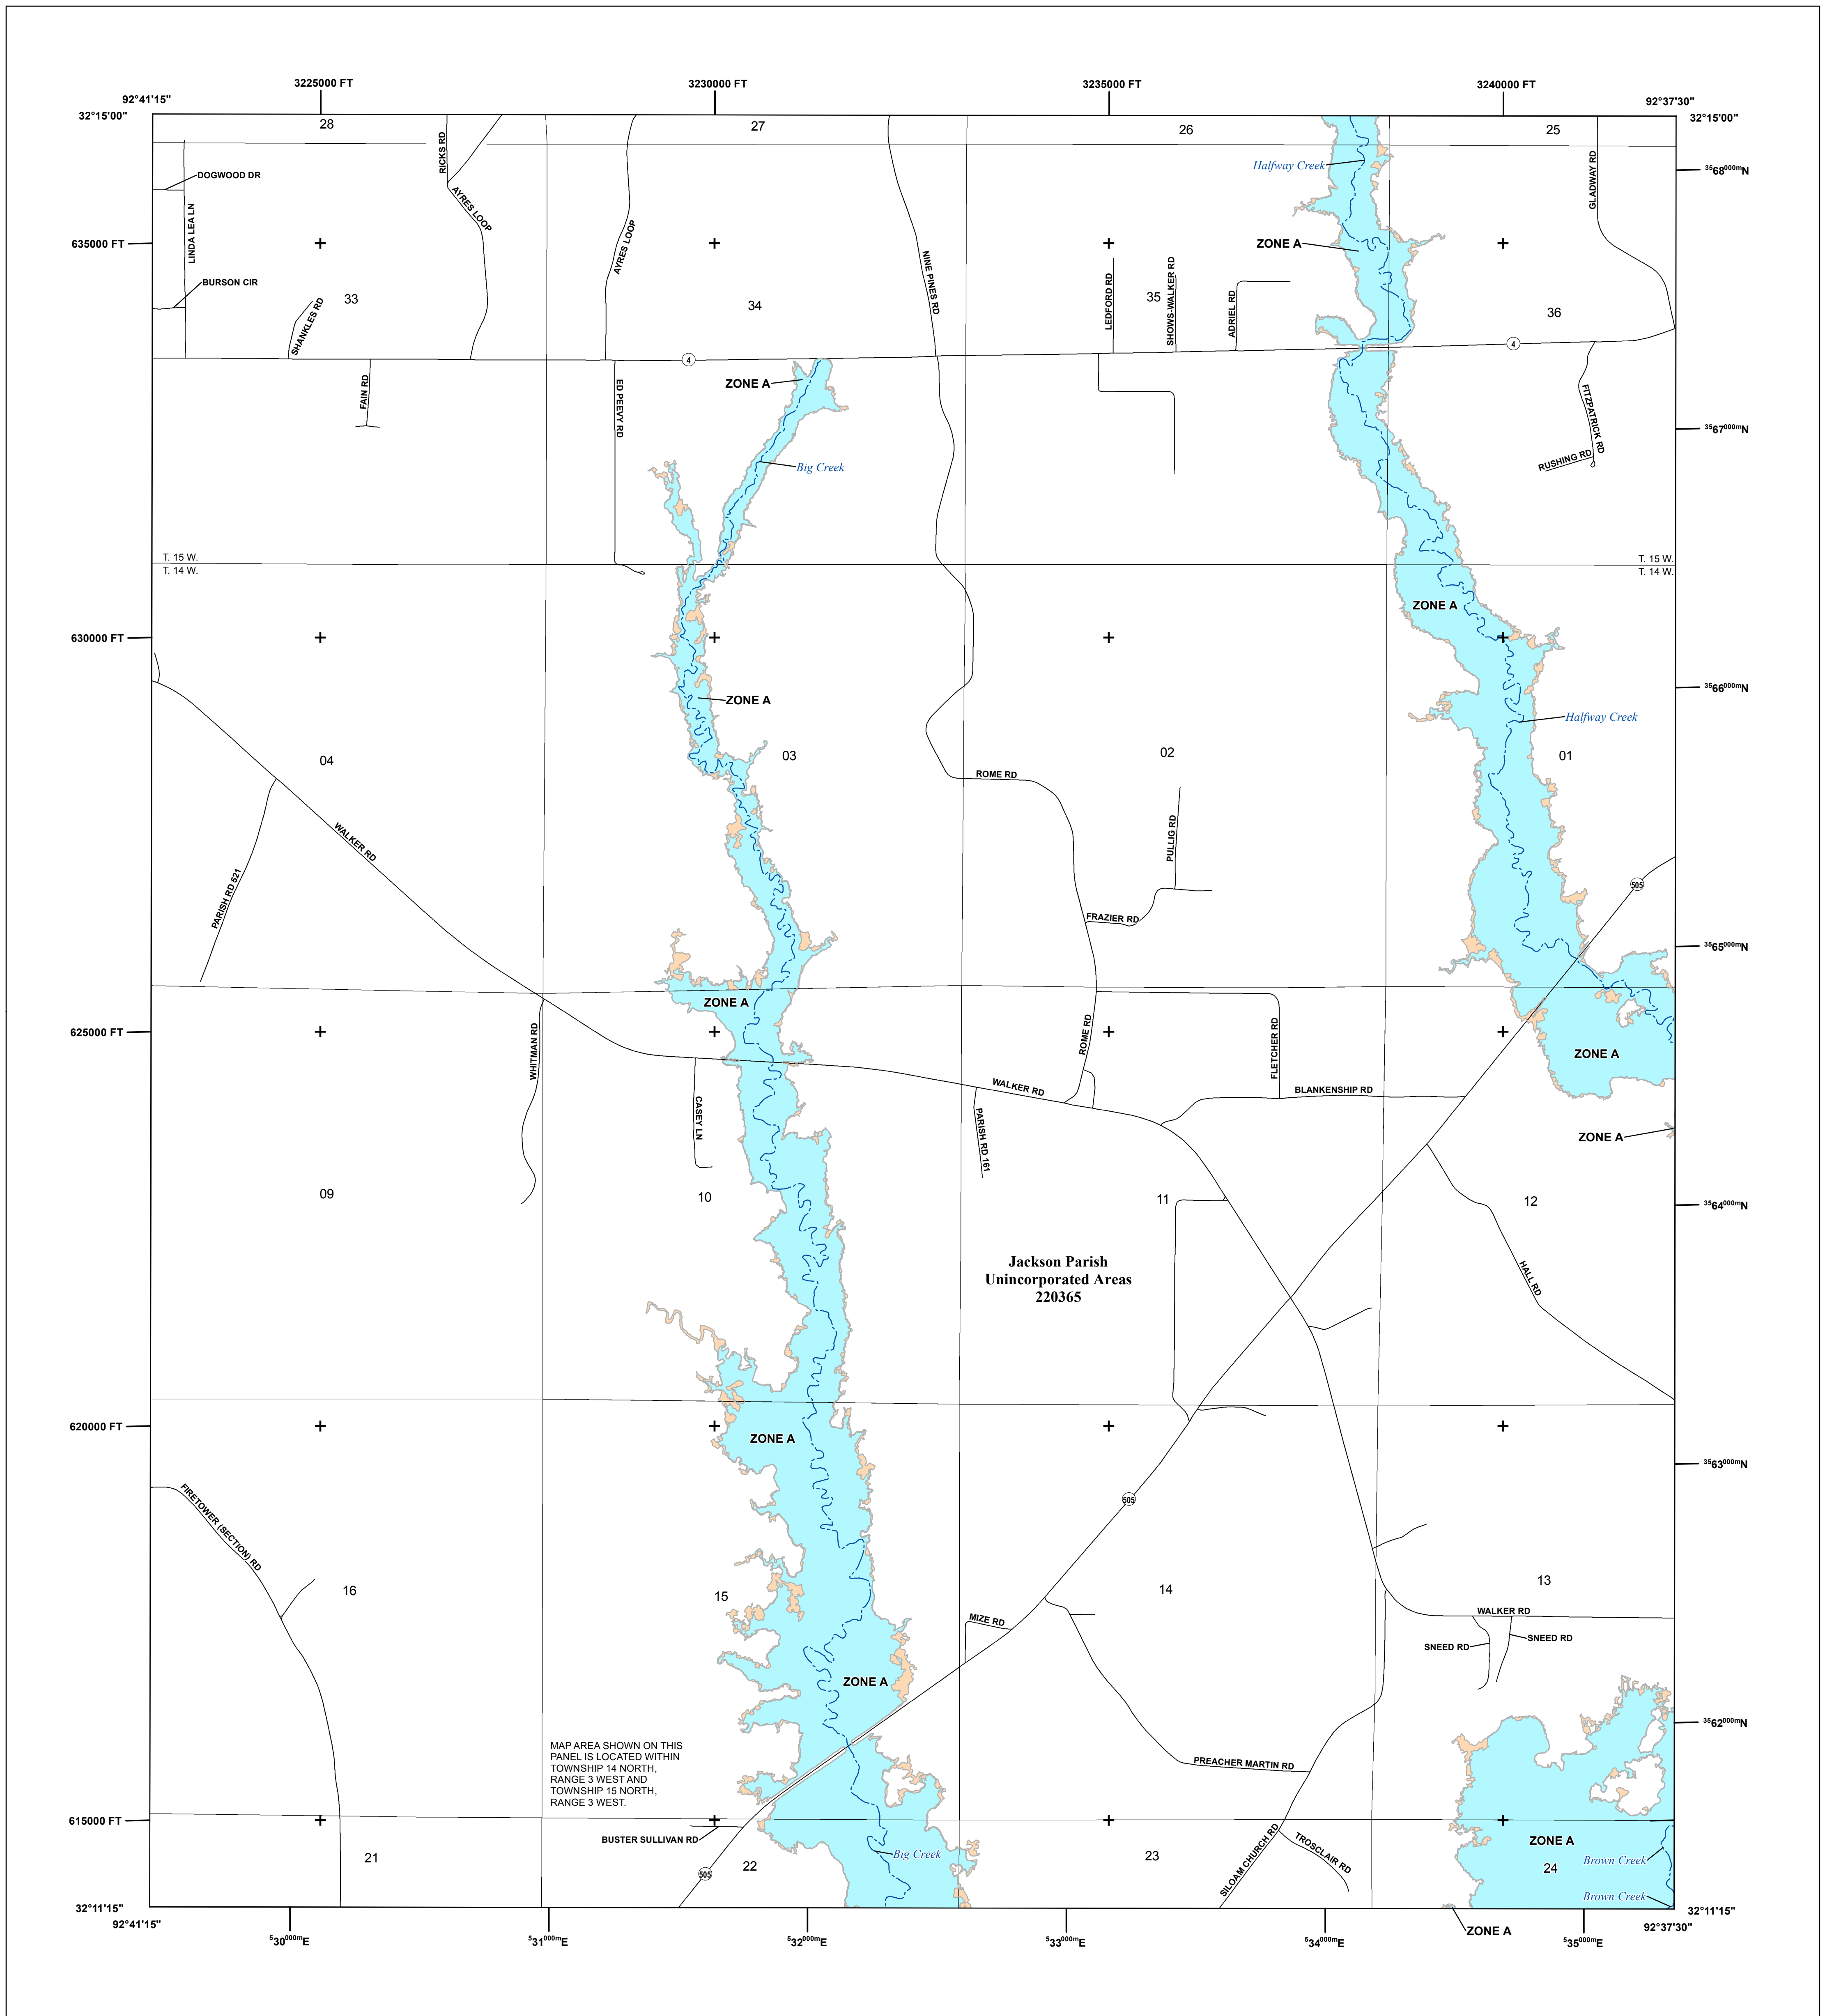 3225000 FT
3230000 FT
3235000 FT
3240000 FT
92°41'15"
92°37'30"
32°15'00"
32°15'00"
28
27
26
25
RICKS RD
Halfway Creek
GLADWAY RD
3568000mN
DOGWOOD DR
LINDA LEA LN
AYRES LOOP
AYRES LOOP
635000 FT
ZONE A
NINE PINES RD
LEDFORD RD
SHOWS-WALKER RD
ADRIEL RD
BURSON CIR
33
34
35
36
SHANKLES RD
4
4
FAIN RD
ED PEEVY RD
ZONE A
FITZPATRICK RD
3567000mN
Big Creek
RUSHING RD
T. 15 W.
T. 14 W.
T. 15 W.
T. 14 W.
ZONE A
630000 FT
3566000mN
ZONE A
Halfway Creek
04
03
02
01
ROME RD
WALKER RD
PULLIG RD
505
PARISH RD 521
FRAZIER RD
3565000mN
ZONE A
625000 FT
WHITMAN RD
ROME RD
FLETCHER RD
ZONE A
WALKER RD
BLANKENSHIP RD
CASEY LN
PARISH RD 161
ZONE A
09
10
11
12
3564000mN
Jackson Parish
Unincorporated Areas
220365
HALL RD
620000 FT
ZONE A
3563000mN
FIRETOWER (SECTION) RD
505
16
15
14
13
MIZE RD
WALKER RD
SNEED RD
SNEED RD
ZONE A
3562000mN
MAP AREA SHOWN ON THIS
PANEL IS LOCATED WITHIN
TOWNSHIP 14 NORTH,
RANGE 3 WEST AND
TOWNSHIP 15 NORTH,
RANGE 3 WEST.
PREACHER MARTIN RD
615000 FT
BUSTER SULLIVAN RD
SILOAM CHURCH RD
TROSCLAIR RD
ZONE A
21
22
23
24
Big Creek
Brown Creek
505
Brown Creek
32°11'15"
32°11'15"
92°41'15"
92°37'30"
ZONE A
530000mE
531000mE
532000mE
533000mE
534000mE
535000mE